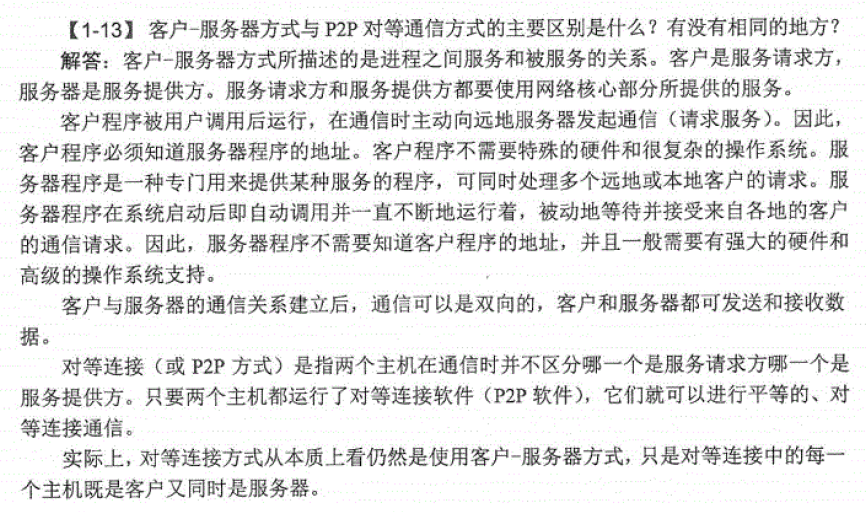 【1-13】 客户-服务器方式与 P2P 对等通信方式的主要区别是什么？有没有相同的地方？
解答：客户-服务器方式所描述的是进程之间服务和被服务的关系。客户是服务请求方，
服务器是服务提供方。服务请求方和服务提供方都要使用网络核心部分所提供的服务。
客户程序被用户调用后运行，在通信时主动向远地服务器发起通信（请求服务）。因此，
客户程序必须知道服务器程序的地址。客户程序不需要特殊的硬件和很复杂的操作系统。服
务器程序是一种专门用来提供某种服务的程序，可同时处理多个远地或本地客户的请求。服
务器程序在系统启动后即自动调用并一直不断地运行着，被动地等待并接受来自各地的客户
的通信请求。因此，服务器程序不需要知道客户程序的地址，并且一般需要有强大的硬件和
高级的操作系统支持。
客户与服务器的通信关系建立后，通信可以是双向的，客户和服务器都可发送和接收数
据。
对等连接（或 P2P 方式）是指两个主机在通信时并不区分哪一个是服务请求方哪一个是
服务提供方。只要两个主机都运行了对等连接软件（P2P 软件），它们就可以进行平等的、对
等连接通信。
实际上，对等连接方式从本质上看仍然是使用客户-服务器方式，只是对等连接中的每一
个主机既是客户又同时是服务器。